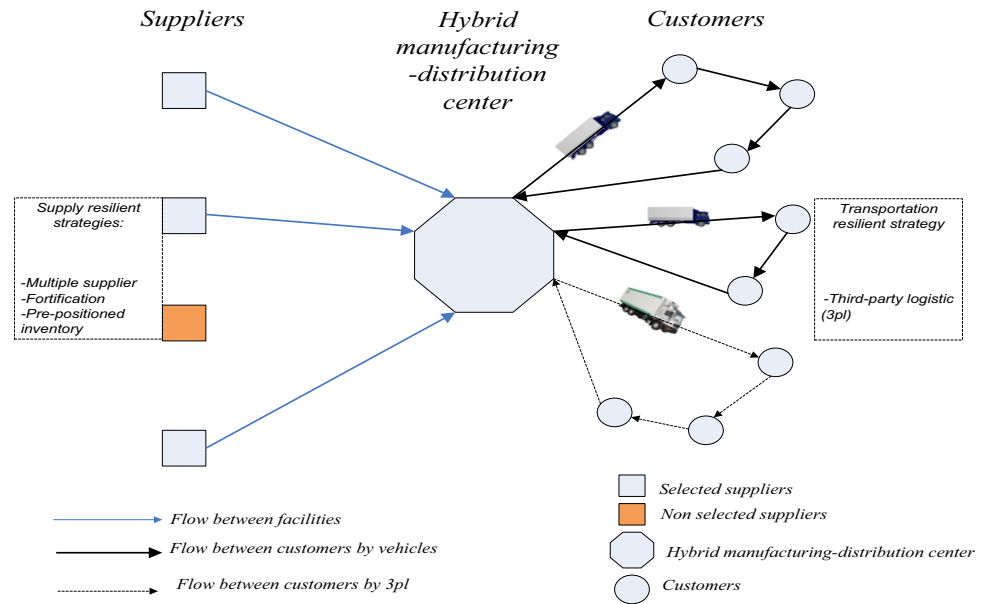 Suppliers
Hybrid
manufacturing
-distribution
center
Customers
Supply resilient
strategies:
-Multiple supplier
-Fortification
-Pre-positioned
inventory
Transportation
resilient strategy
-Third-party logistic
(3pl)
Flow between facilities
Flow between customers by vehicles
Flow between customers by 3pl
Selected suppliers
Non selected suppliers
Hybrid manufacturing-distribution center
Customers